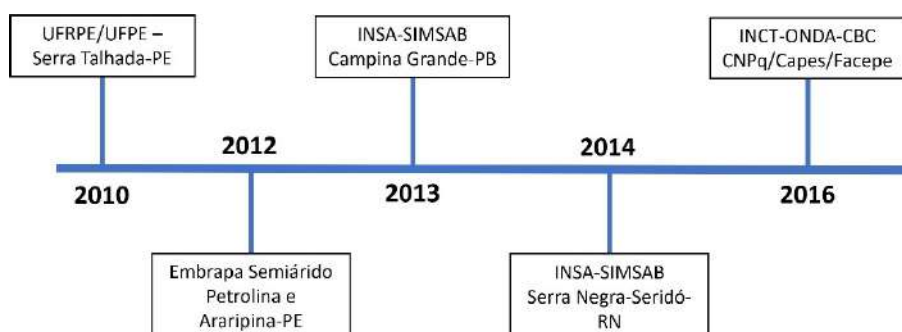 UFRPE/UFPE –
Serra Talhada-PE
INSA-SIMSAB
Campina Grande-PB
INCT-ONDA-CBC
CNPq/Capes/Facepe
2012
2014
2010
2013
2016
Embrapa Semiárido
Petrolina e
Araripina-PE
INSA-SIMSAB
Serra Negra-Seridó-
RN